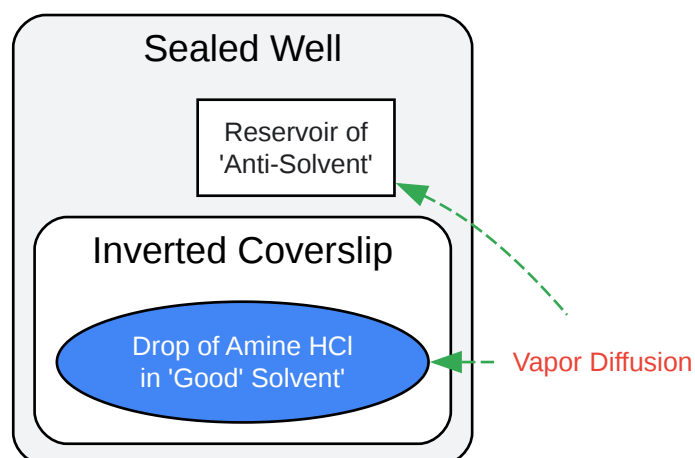 Sealed Well
Reservoir of
'Anti-Solvent'
Inverted Coverslip
Drop of Amine HCl
in 'Good' Solvent'
Vapor Diffusion